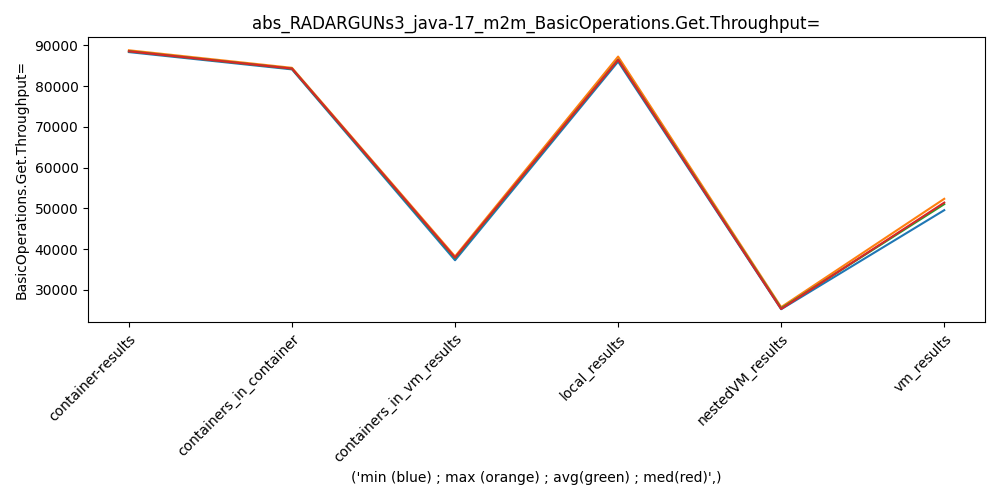 abs_RADARGUNs3_java-17_m2m_BasicOperations.Get.Throughput=
BasicOperations.Get.Throughput=
90000
80000
70000
60000
50000
40000
30000
container-results
containers_in_container
containers_in_vm_results
local_results
nestedVM_results
vm_results
('min (blue) ; max (orange) ; avg(green) ; med(red)',)